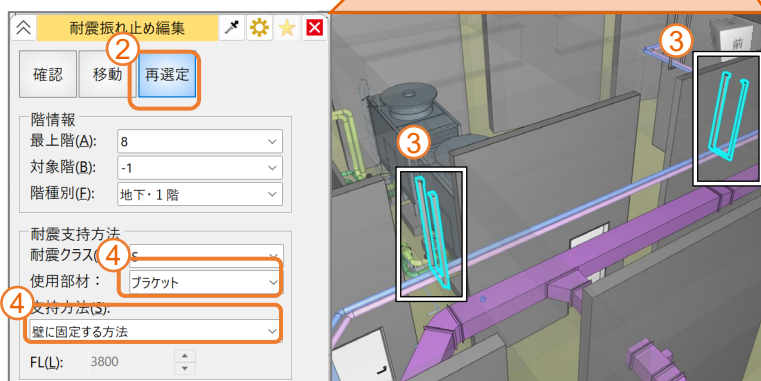 耐震振れ止め編集
②
確認 移動 再選定
階情報
最上階(A): 8
対象階(B): -1
階種別(F): 地下・1階
耐震支持方法
耐震クラス( S
④
使用部材： ブラケット
④
支持方法(S):
壁に固定する方法
FL(L): 3800
③
③
前